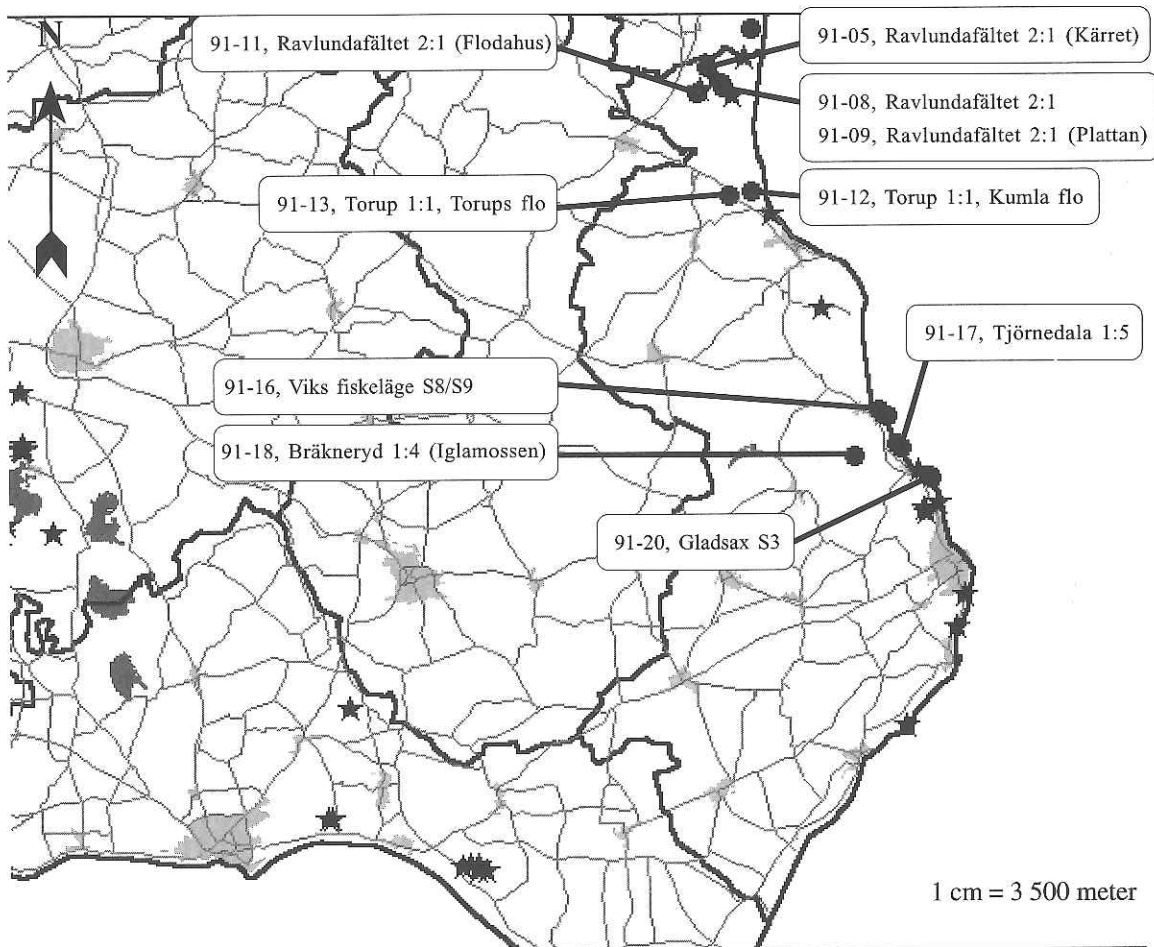 N
91-11, Ravlundafältet 2:1 (Flodahus)
91-05, Ravlundafältet 2:1 (Kärret)
91-08, Ravlundafältet 2:1
91-09, Ravlundafältet 2:1 (Plattan)
91-13, Torup 1:1, Torups flo
91-12, Torup 1:1, Kumla flo
91-17, Tjörnedala 1:5
91-16, Viks fiskeläge S8/S9
91-18, Bräkneryd 1:4 (Iglamossen)
91-20, Gladsax S3
1 cm = 3 500 meter